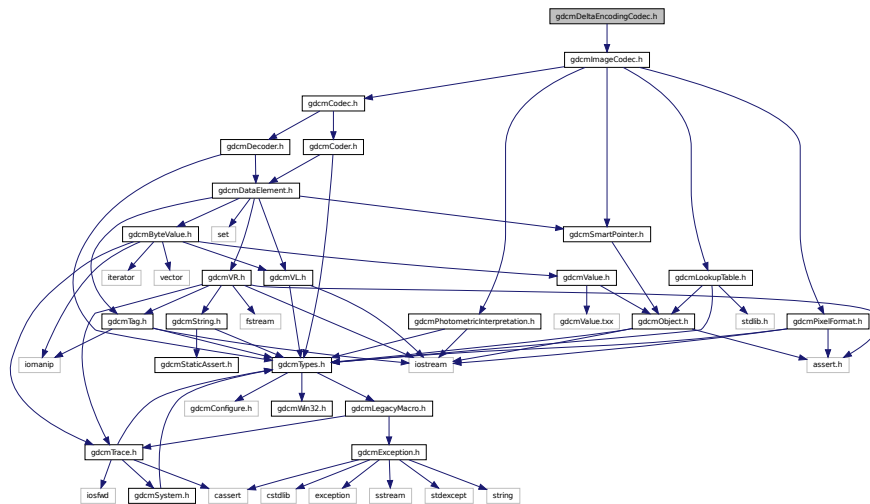 gdcmDeltaEncodingCodec.h
gdcmImageCodec.h
gdcmCodec.h
gdcmDecoder.h
gdcmCoder.h
gdcmDataElement.h
gdcmByteValue.h
set
gdcmSmartPointer.h
iterator
vector
gdcmVR.h
gdcmVL.h
gdcmValue.h
gdcmLookupTable.h
gdcmTag.h
gdcmString.h
fstream
gdcmPhotometricInterpretation.h
gdcmValue.txx
gdcmObject.h
stdlib.h
gdcmPixelFormat.h
iomanip
gdcmStaticAssert.h
gdcmTypes.h
iostream
assert.h
gdcmConfigure.h
gdcmWin32.h
gdcmLegacyMacro.h
gdcmTrace.h
gdcmException.h
iosfwd
gdcmSystem.h
cassert
cstdlib
exception
sstream
stdexcept
string